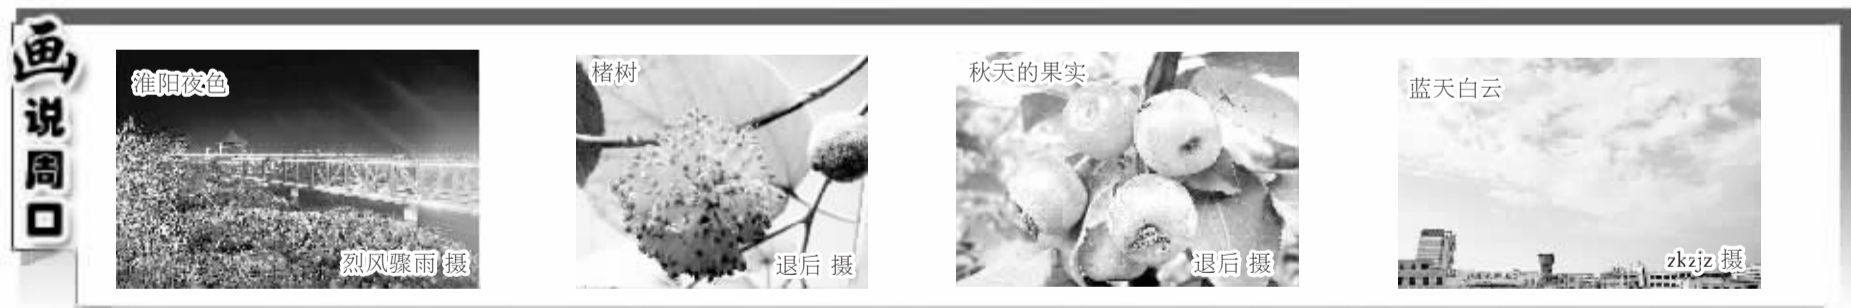 画说周口
淮阳夜色
烈风骤雨 摄
楮树
退后 摄
秋天的果实
退后 摄
蓝天白云
zkzjz 摄